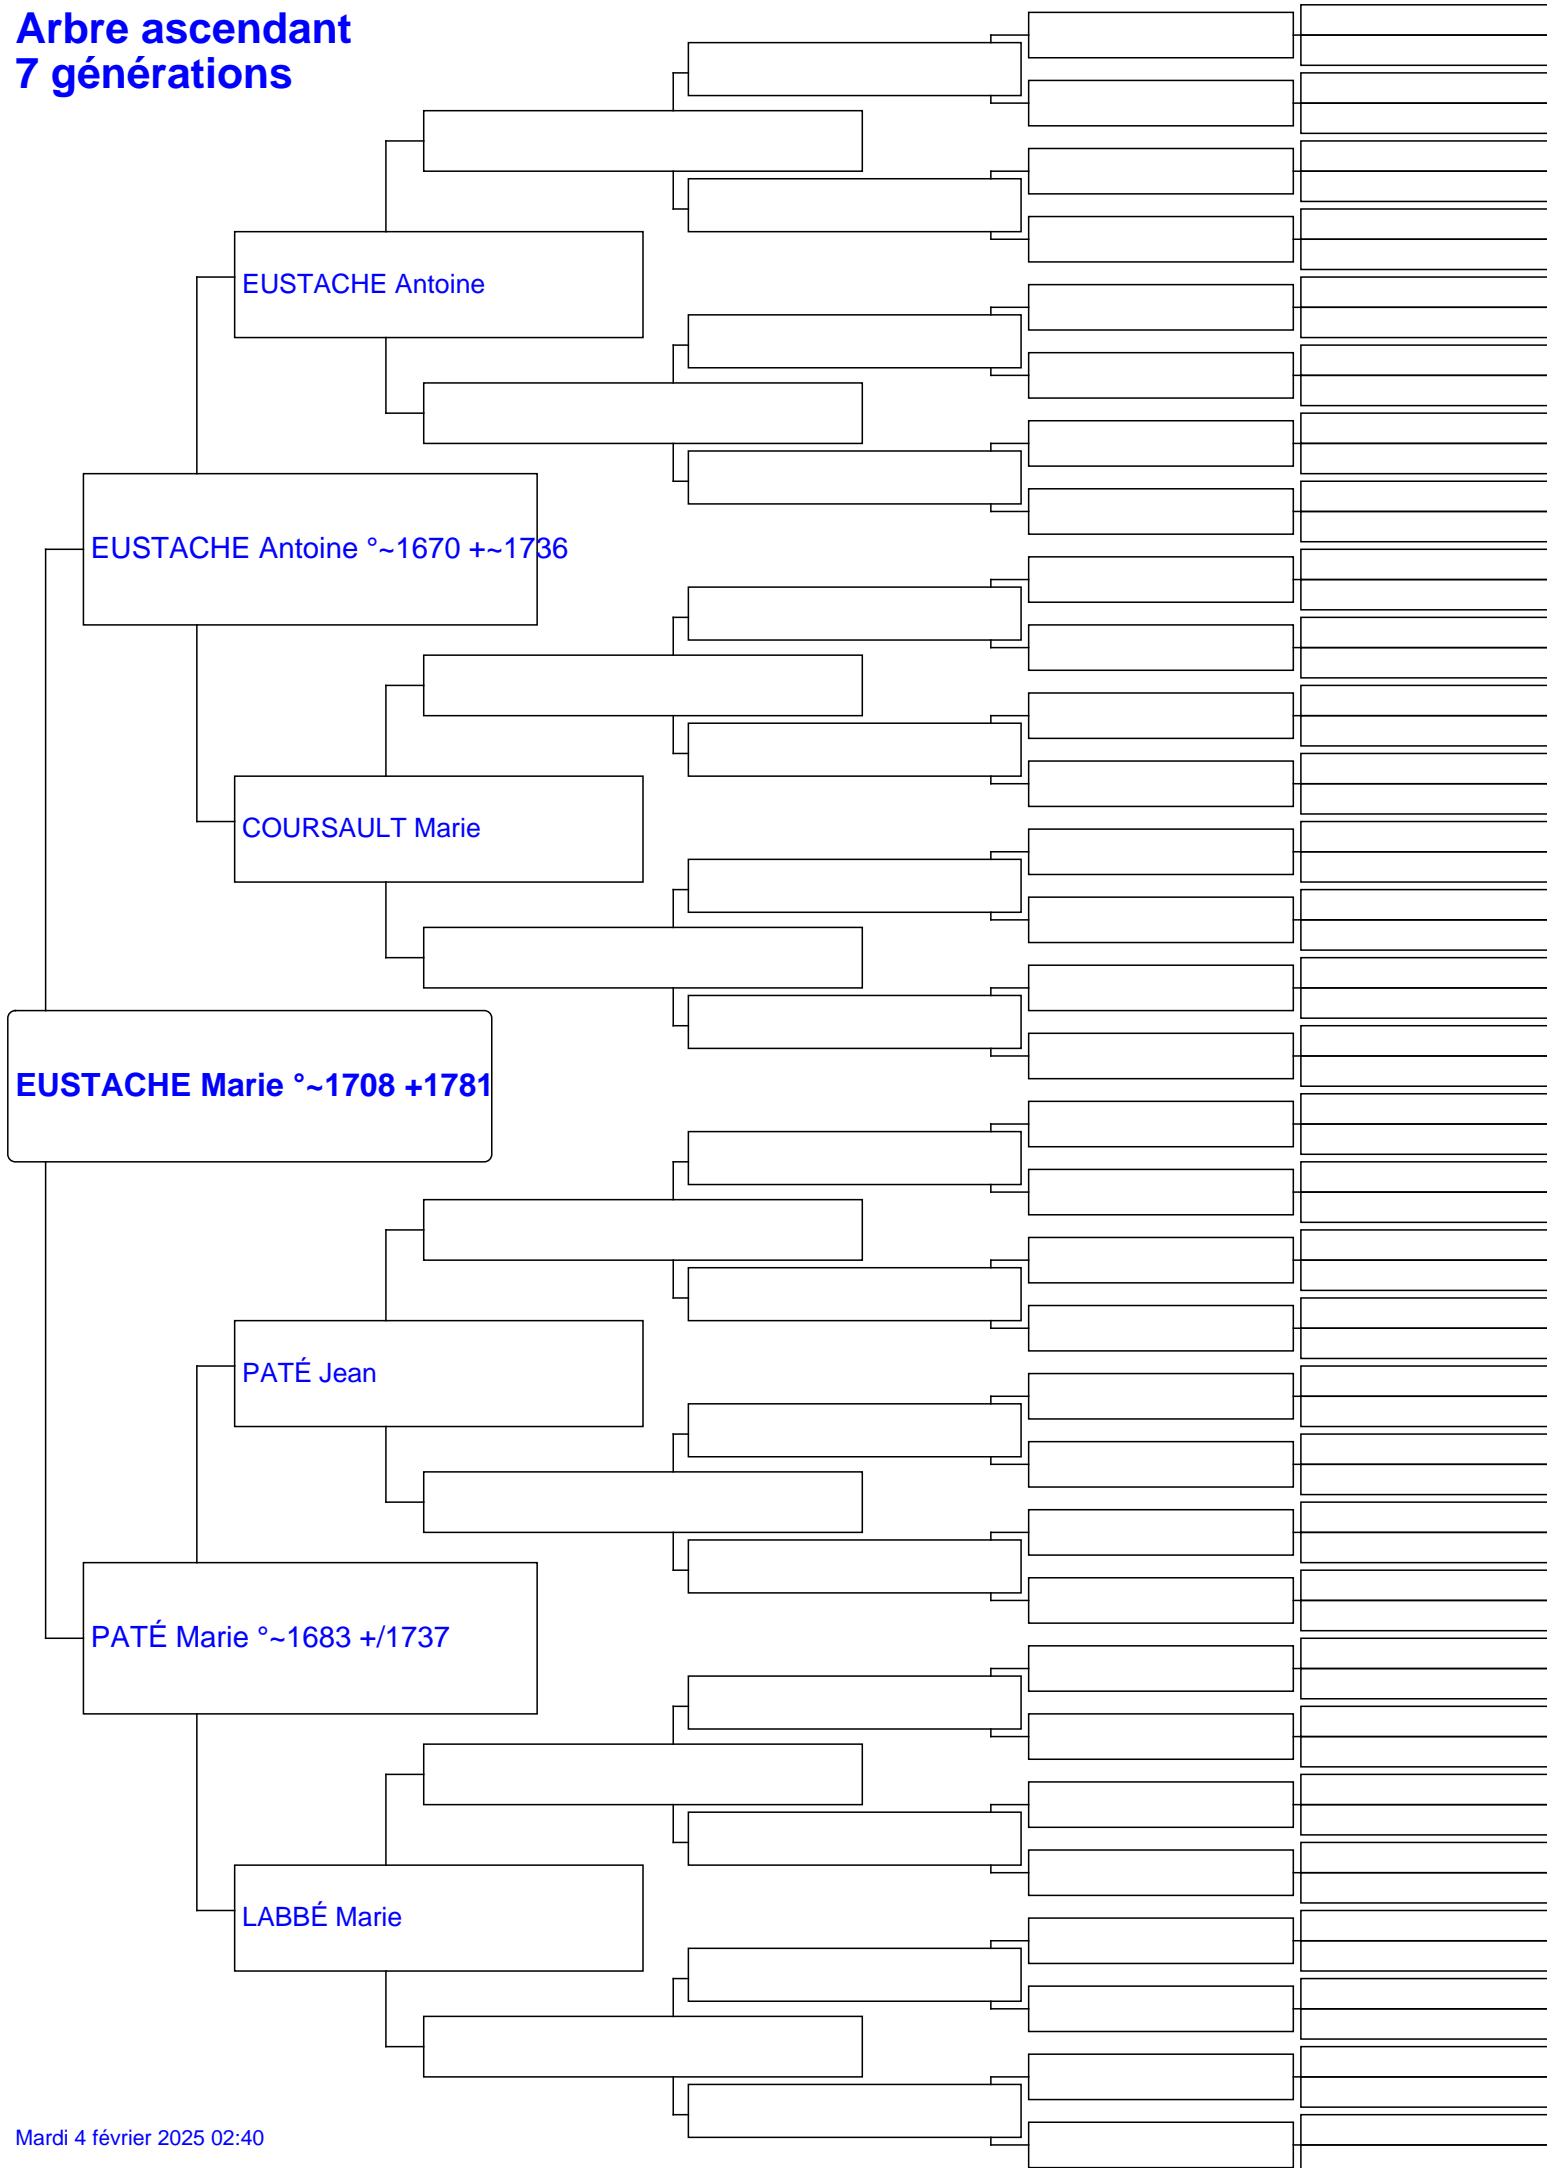 Arbre ascendant
7 générations
EUSTACHE Antoine
EUSTACHE Antoine °~1670 +~1736
COURSAULT Marie
EUSTACHE Marie °~1708 +1781
PATÉ Jean
PATÉ Marie °~1683 +/1737
LABBÉ Marie
Mardi 4 février 2025 02:40